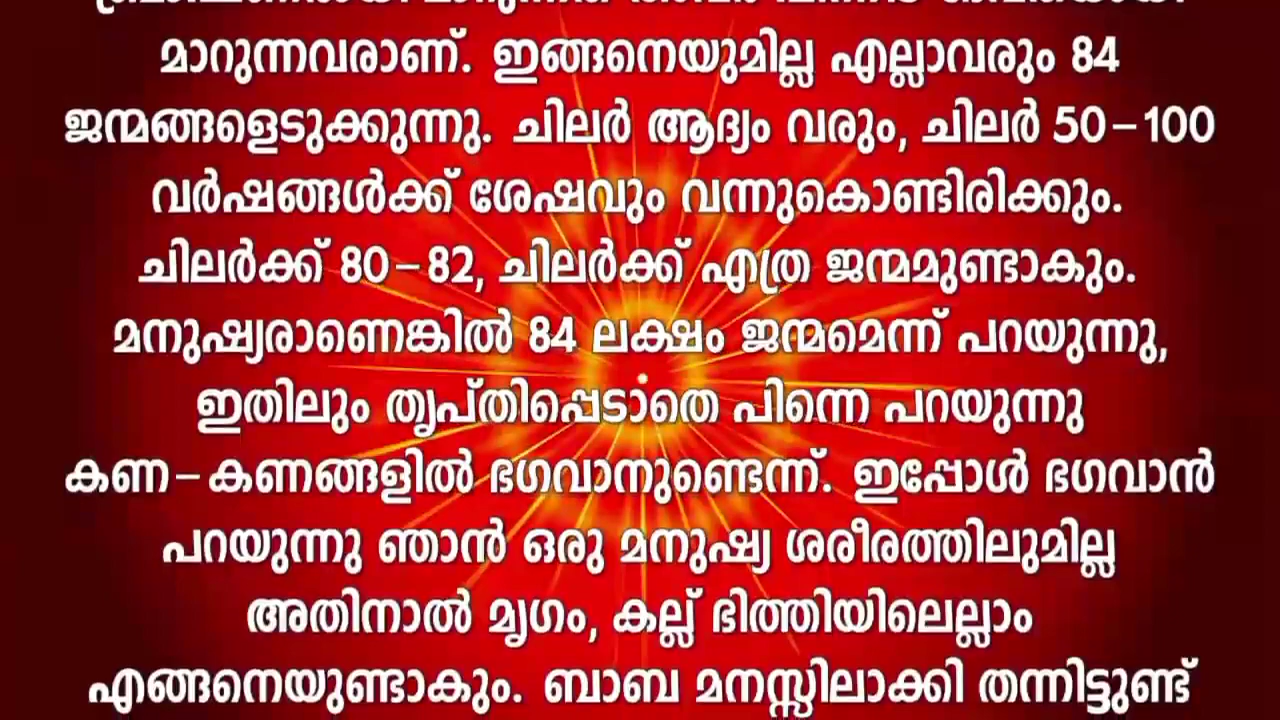 മാറുന്നവരാണ്. ഇങ്ങനെയുമില്ല എല്ലാവരും 84
ജന്മങ്ങളെടുക്കുന്നു. ചിലർ ആദ്യം വരും, ചിലർ 50-100
വർഷങ്ങൾക്ക് ശേഷവും വന്നുകൊണ്ടിരിക്കും.
ചിലർക്ക് 80-82, ചിലർക്ക് എത്ര ജന്മമുണ്ടാകും.
മനുഷ്യരാണെങ്കിൽ 84 ലക്ഷം ജന്മമെന്ന് പറയുന്നു,
ഇതിലും തൃപ്തിപ്പെടാതെ പിന്നെ പറയുന്നു
കണ-കണങ്ങളിൽ ഭഗവാനുണ്ടെന്ന്. ഇപ്പോൾ ഭഗവാൻ
പറയുന്നു ഞാൻ ഒരു മനുഷ്യ ശരീരത്തിലുമില്ല
അതിനാൽ മൃഗം, കല്ല് ഭിത്തിയിലെല്ലാം
എങ്ങനെയുണ്ടാകും. ബാബ മനസ്സിലാക്കി തന്നിട്ടുണ്ട്